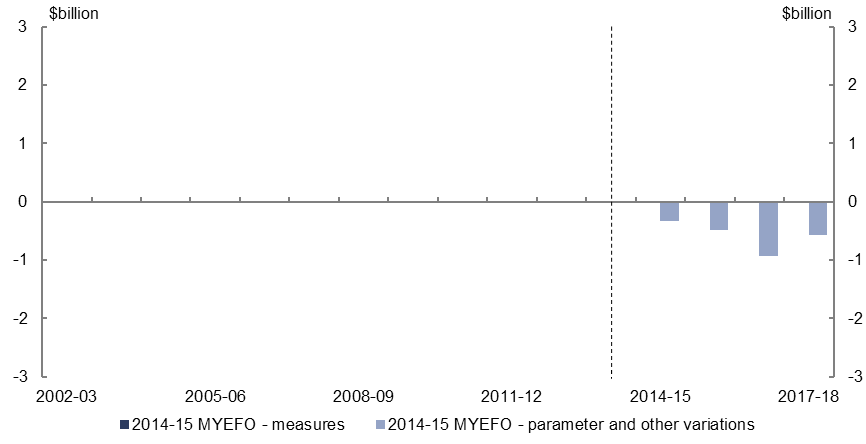 $billion $billion
3 3
2 2
1 1
0 0
-1 -1
-2 -2
-3 -3
2002-03 2005-06 2008-09 2011-12 2014-15 2017-18
2014-15 MYEFO - measures 2014-15 MYEFO - parameter and other variations